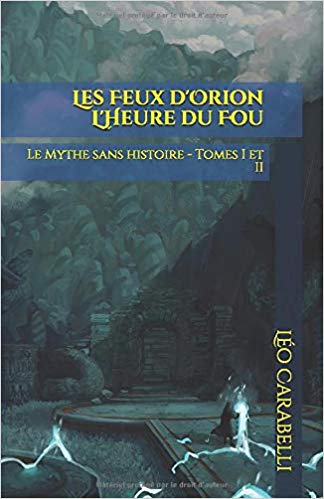 Matériel protégé par le droit d'auteur
Les Feux d'Orion
L'Heure du Fou
Le Mythe sans histoire - Tomes I et
II
Léo Carabelli
Matériel protégé par le droit d'auteur